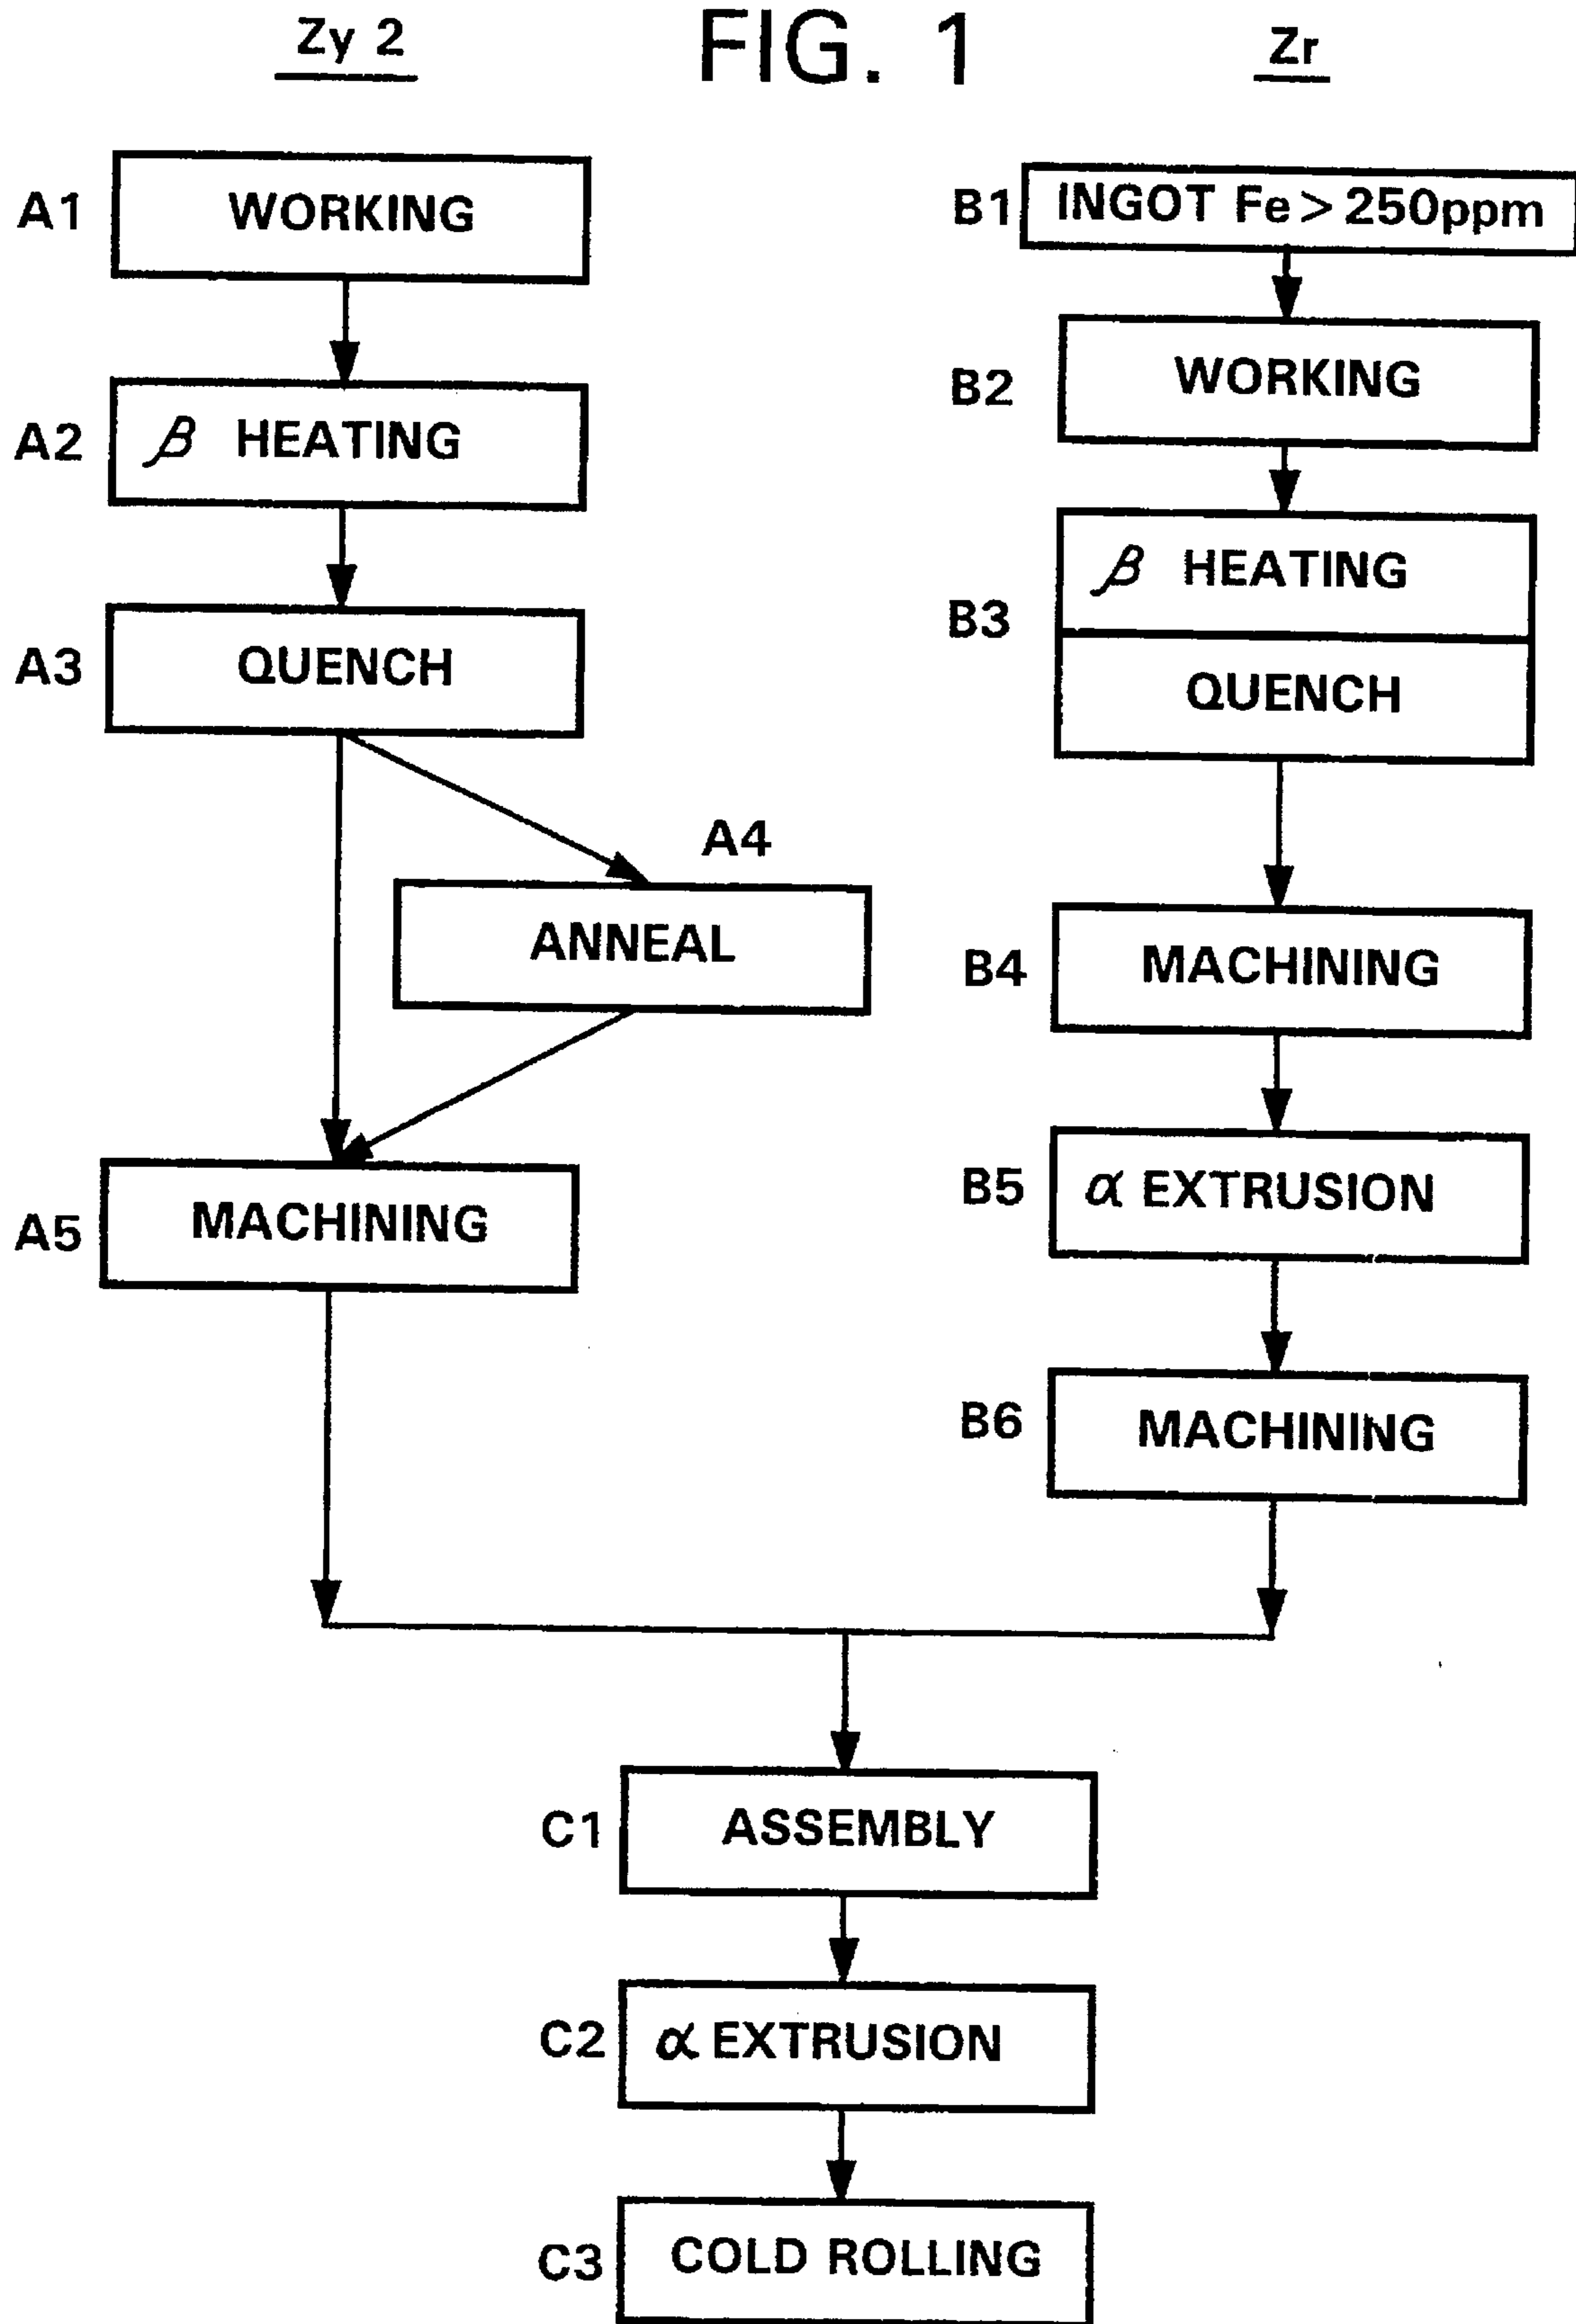 FIG. 1
Zy 2
A1 WORKING
A2 β HEATING
A3 QUENCH
A4
ANNEAL
A5 MACHINING
Zr
B1 INGOT Fe > 250ppm
B2 WORKING
β HEATING
B3
QUENCH
B4 MACHINING
B5 α EXTRUSION
B6 MACHINING
C1 ASSEMBLY
C2 α EXTRUSION
C3 COLD ROLLING